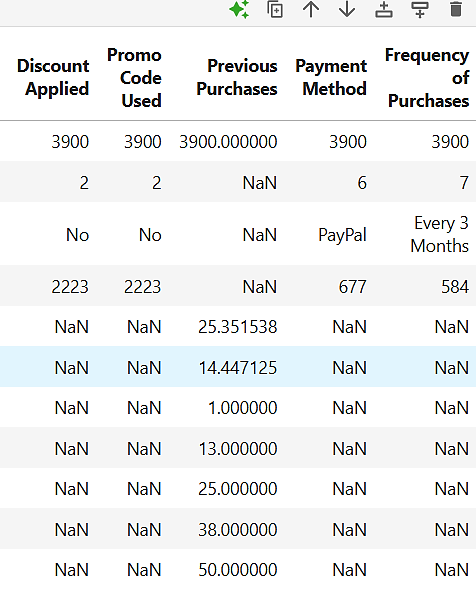 Discount Applied Promo Code Used Previous Purchases Payment Method Frequency of Purchases
3900 3900 3900.000000 3900 3900
2 2 NaN 6 7
No No NaN PayPal Every 3 Months
2223 2223 NaN 677 584
NaN NaN 25.351538 NaN NaN
NaN NaN 14.447125 NaN NaN
NaN NaN 1.000000 NaN NaN
NaN NaN 13.000000 NaN NaN
NaN NaN 25.000000 NaN NaN
NaN NaN 38.000000 NaN NaN
NaN NaN 50.000000 NaN NaN